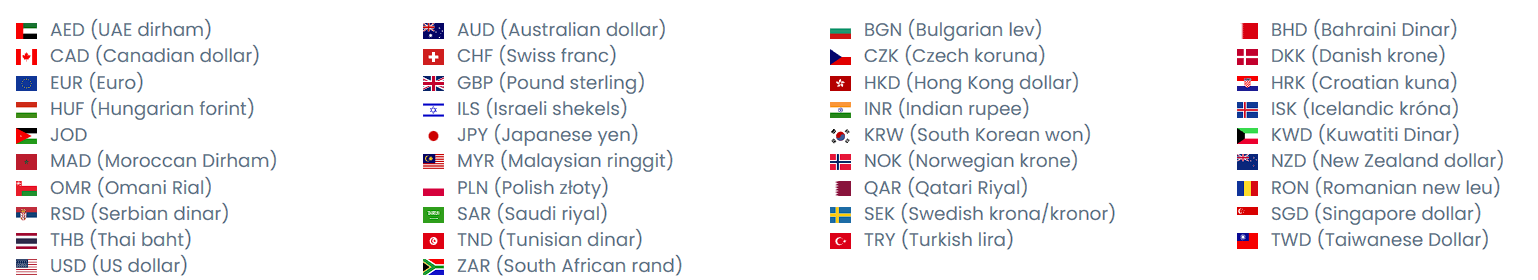 AED (UAE dirham)
AUD (Australian dollar)
BGN (Bulgarian lev)
BHD (Bahraini Dinar)
CAD (Canadian dollar)
CHF (Swiss franc)
CZK (Czech koruna)
DKK (Danish krone)
EUR (Euro)
GBP (Pound sterling)
HKD (Hong Kong dollar)
HRK (Croatian kuna)
HUF (Hungarian forint)
ILS (Israeli shekels)
INR (Indian rupee)
ISK (Icelandic króna)
JOD
JPY (Japanese yen)
KRW (South Korean won)
KWD (Kuwatiti Dinar)
MAD (Moroccan Dirham)
MYR (Malaysian ringgit)
NOK (Norwegian krone)
NZD (New Zealand dollar)
OMR (Omani Rial)
PLN (Polish złoty)
QAR (Qatari Riyal)
RON (Romanian new leu)
RSD (Serbian dinar)
SAR (Saudi riyal)
SEK (Swedish krona/kronor)
SGD (Singapore dollar)
THB (Thai baht)
TND (Tunisian dinar)
TRY (Turkish lira)
TWD (Taiwanese Dollar)
USD (US dollar)
ZAR (South African rand)